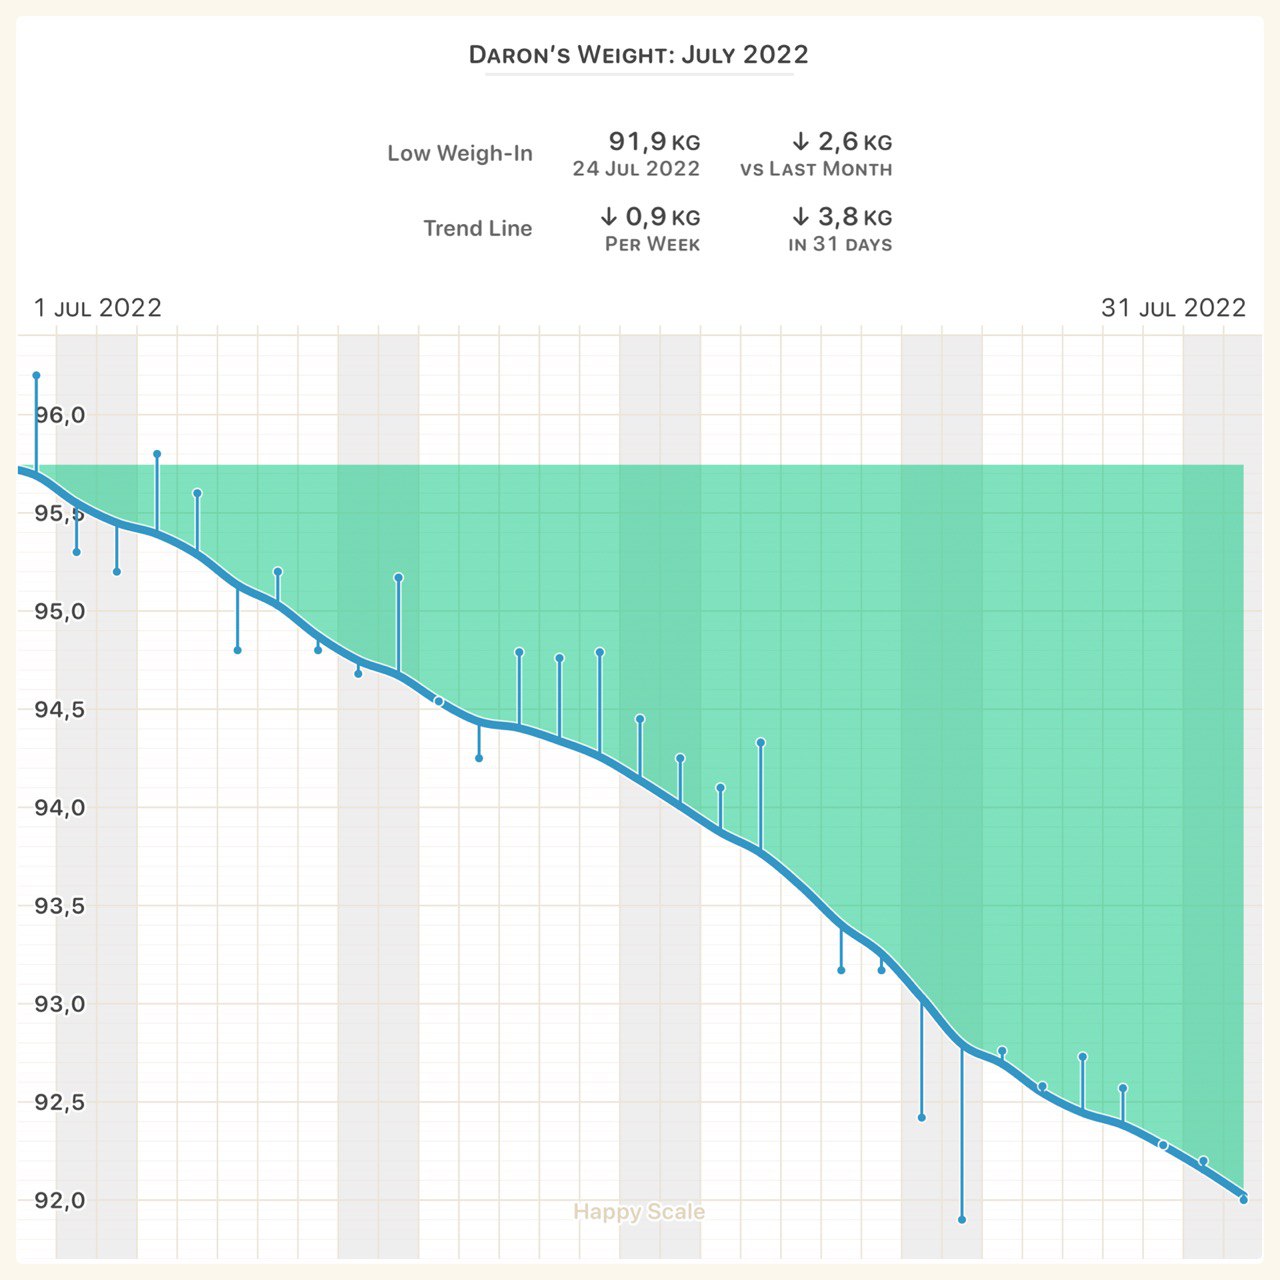 Daron's Weight: July 2022
Low Weigh-In 91,9 KG ↓ 2,6 KG
24 Jul 2022 vs Last Month
Trend Line ↓ 0,9 KG ↓ 3,8 KG
Per Week in 31 days
1 Jul 2022 31 Jul 2022
96,0
95,5
95,0
94,5
94,0
93,5
93,0
92,5
92,0
Happy Scale